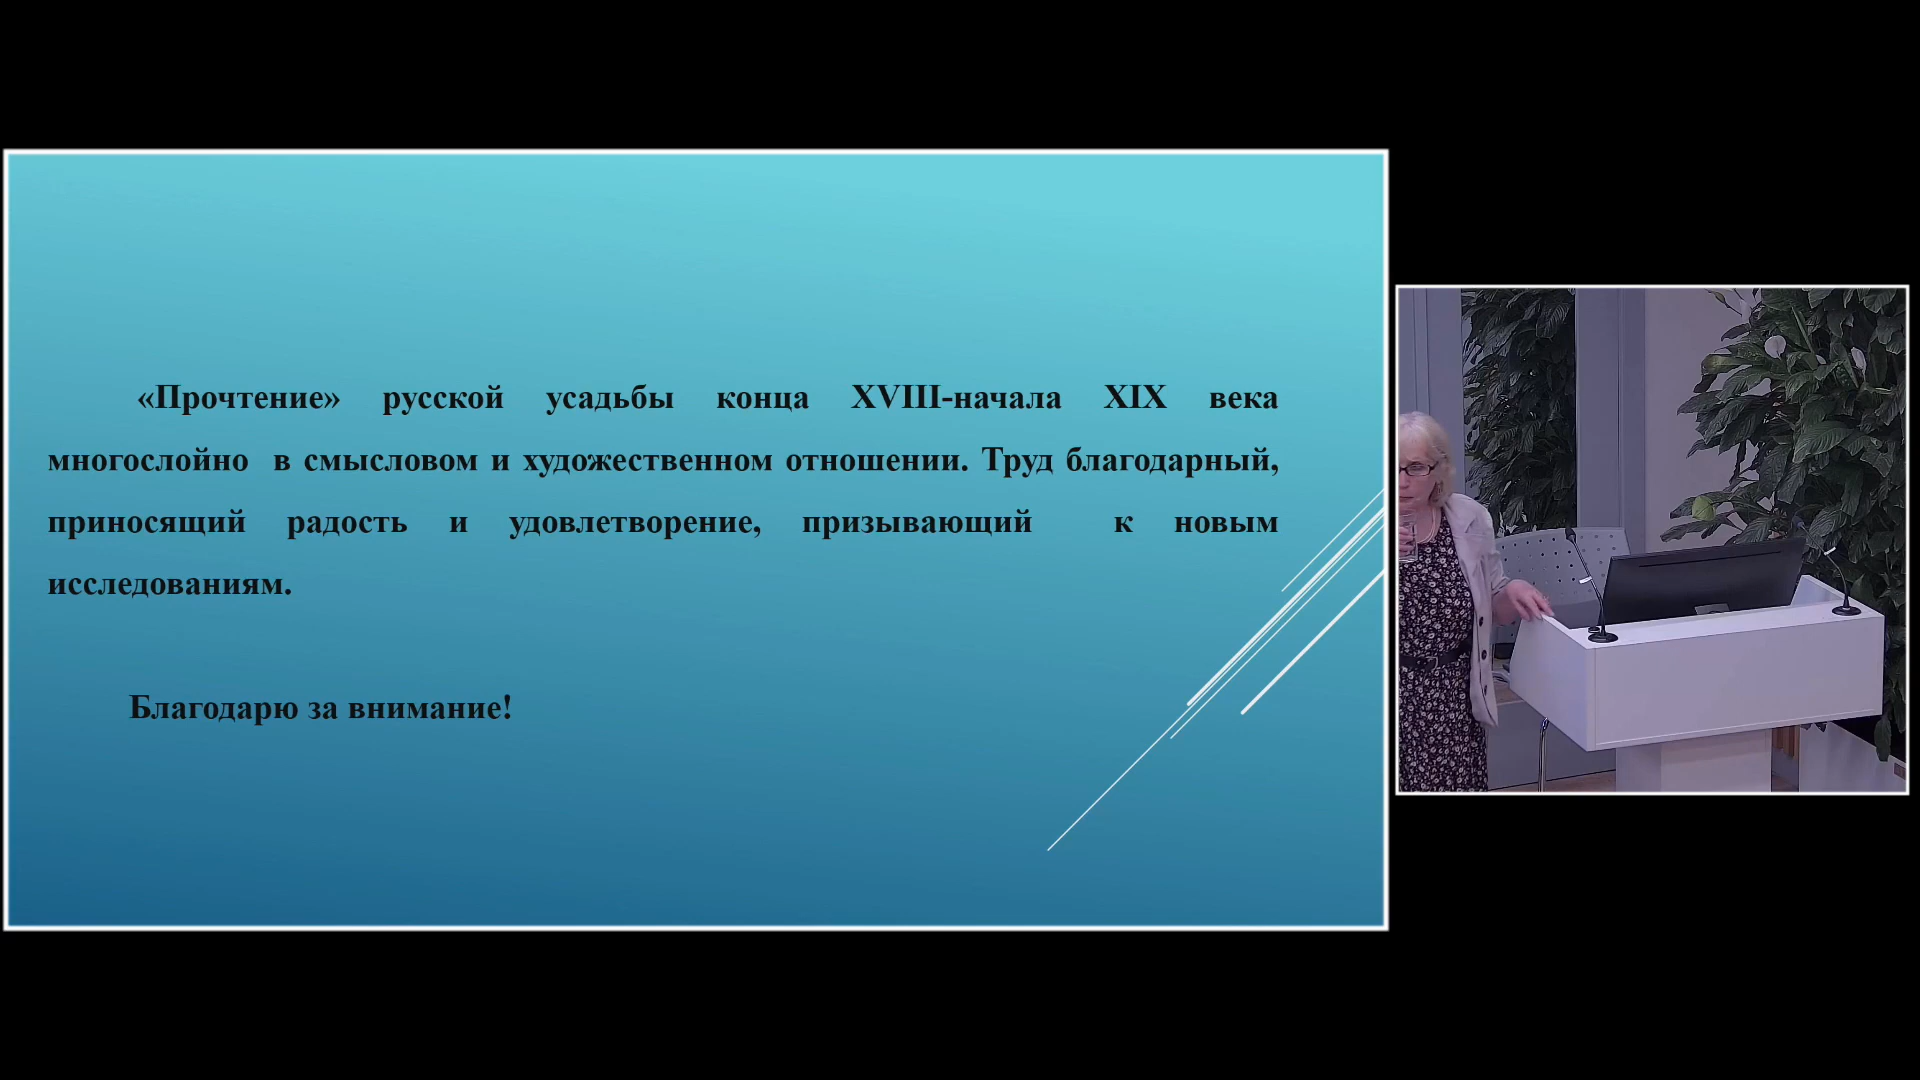 «Прочтение» русской усадьбы конца XVIII-начала XIX века
многослойно в смысловом и художественном отношении. Труд благодарный,
приносящий радость и удовлетворение, призывающий к новым
исследованиям.
Благодарю за внимание!